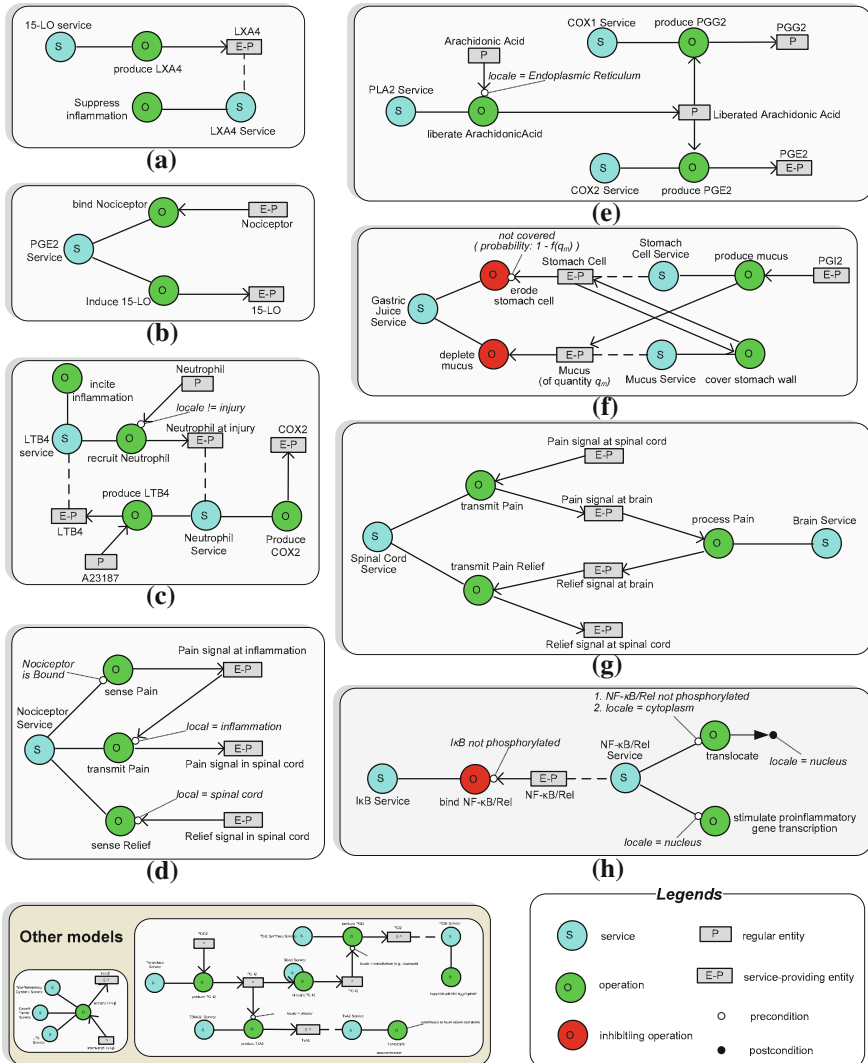 15-LO service
S
O
produce LXA4
LXA4
E-P
Suppress
inflammation
O
S
LXA4 Service
(a)
bind Nociceptor
O
E-P
Nociceptor
PGE2
Service
S
Induce 15-LO
O
E-P
15-LO
(b)
O
incite
inflammation
Neutrophil
P
locale != injury
LTB4
service
S
O
recruit Neutrophil
Neutrophil at injury
E-P
COX2
E-P
produce LTB4
E-P
LTB4
O
S
Neutrophil
Service
O
Produce
COX2
P
A23187
(c)
Nociceptor
is Bound
O
sense Pain
Pain signal at inflammation
E-P
Nociceptor
Service
S
local = inflammation
O
transmit Pain
E-P
Pain signal in spinal cord
local = spinal cord
O
sense Relief
E-P
Relief signal in spinal cord
(d)
COX1 Service
S
produce PGG2
O
PGG2
P
Arachidonic Acid
P
locale = Endoplasmic Reticulum
PLA2 Service
S
O
liberate ArachidonicAcid
P
Liberated Arachidonic Acid
S
COX2 Service
O
produce PGE2
PGE2
E-P
(e)
not covered
( probability: 1 - f(qm) )
O
erode
stomach cell
Stomach Cell
E-P
Stomach
Cell Service
S
produce mucus
O
PGI2
E-P
Gastric
Juice
Service
S
deplete
mucus
O
E-P
Mucus
(of quantity qm)
S
Mucus Service
O
cover stomach wall
(f)
Pain signal at spinal cord
E-P
O
transmit Pain
Pain signal at brain
E-P
process Pain
O
Brain Service
S
S
Spinal Cord
Service
transmit Pain Relief
O
E-P
Relief signal at brain
E-P
Relief signal at spinal cord
(g)
1. NF-κB/Rel not phosphorylated
2. locale = cytoplasm
IκB not phosphorylated
NF-κB/Rel
Service
O
translocate
locale = nucleus
S
IκB Service
O
bind NF-κB/Rel
E-P
NF-κB/Rel
S
O
stimulate proinflammatory
gene transcription
locale = nucleus
(h)
Other models
Legends
S
service
P
regular entity
O
operation
E-P
service-providing entity
O
inhibitiing operation
precondition
postcondition